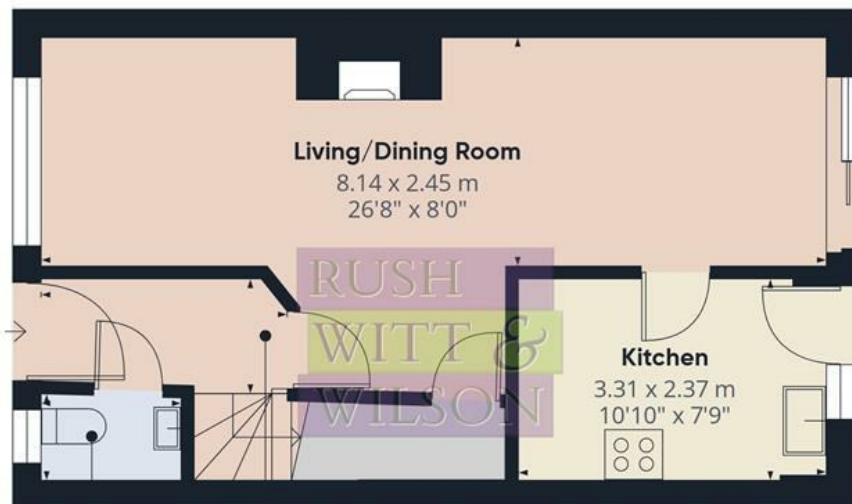 Living/Dining Room
8.14 x 2.45 m
26'8" x 8'0"
RUSH
WITT &
WILSON
Kitchen
3.31 x 2.37 m
10'10" x 7'9"